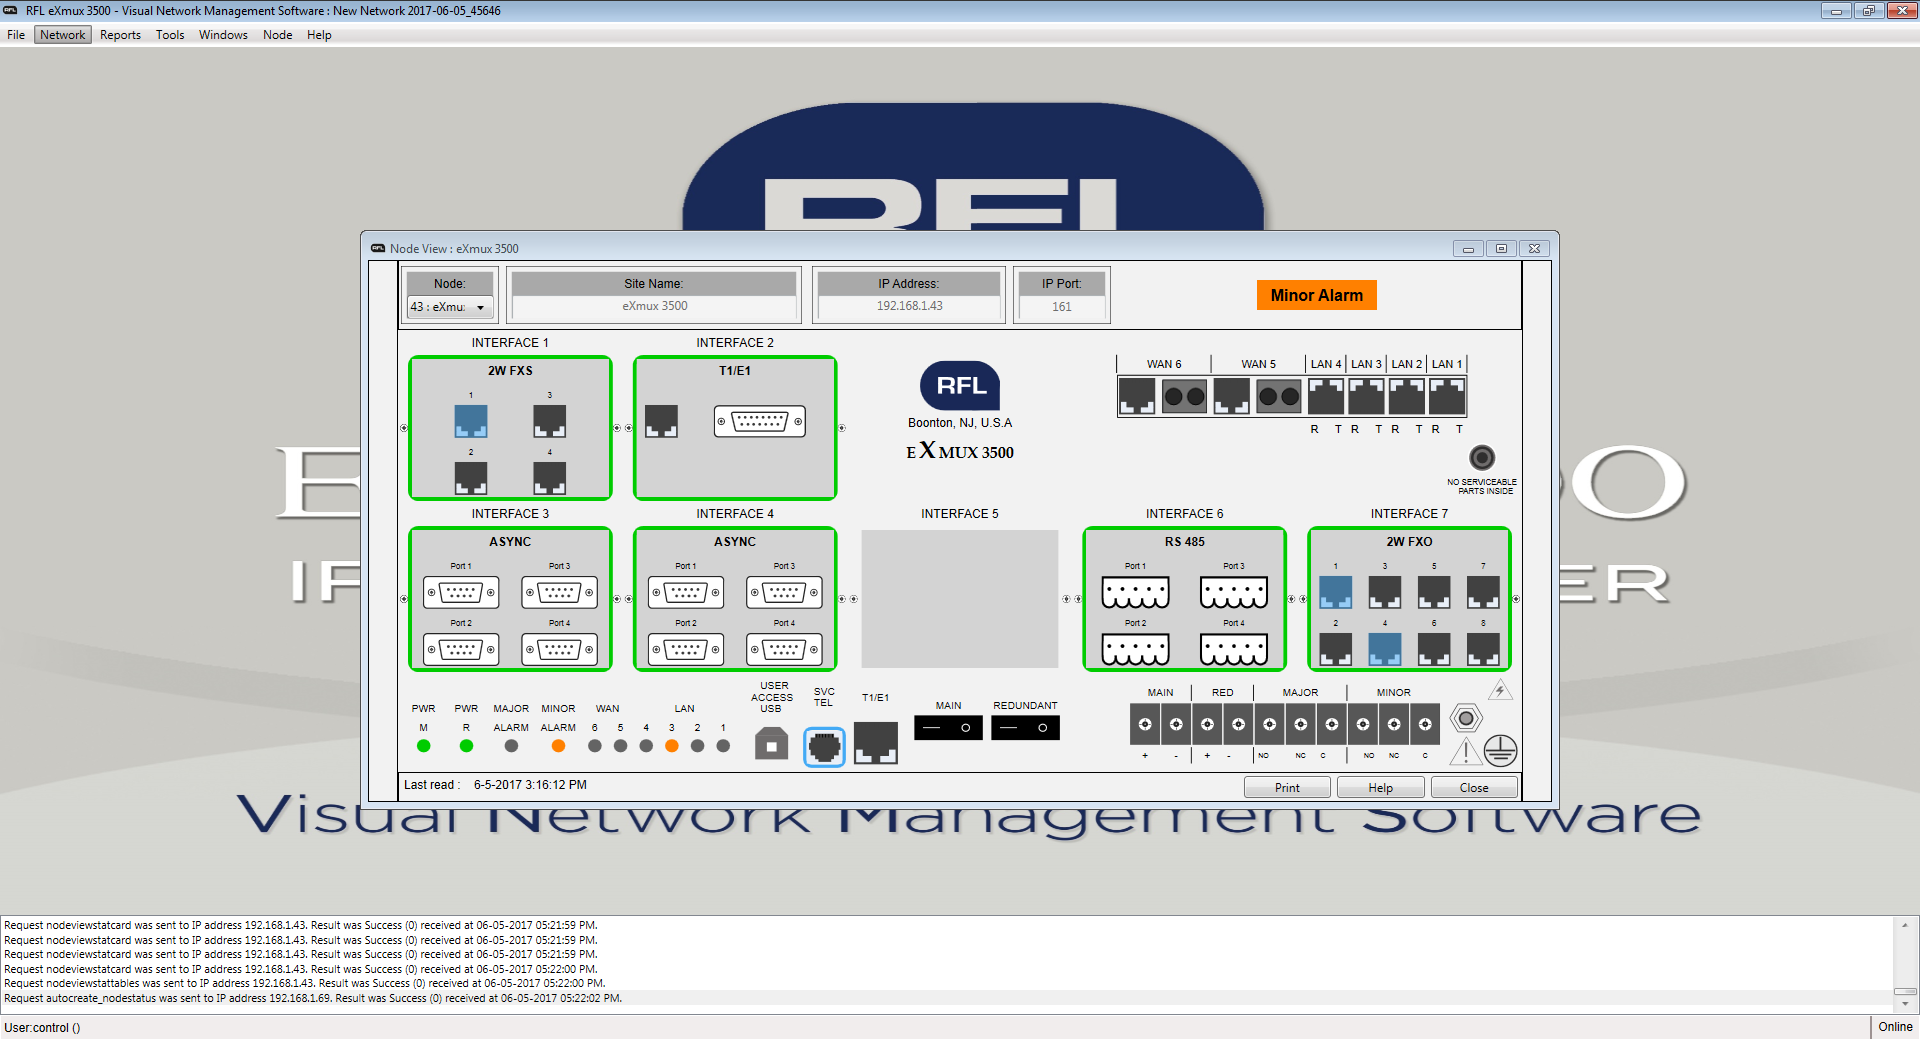 RFL eXmux 3500 - Visual Network Management Software : New Network 2017-06-05_45646
File Network Reports Tools Windows Node Help
RFL
Node View : eXmux 3500
Node: Site Name: IP Address: IP Port:
43 : eXmu: eXmux 3500 192.168.1.43 161
Minor Alarm
INTERFACE 1
2W FXS
1 3
2 4
INTERFACE 2
T1/E1
RFL
Boonton, NJ, U.S.A
EXMUX 3500
WAN 6 WAN 5 LAN 4 LAN 3 LAN 2 LAN 1
R T R T R T R T
NO SERVICEABLE
PARTS INSIDE
INTERFACE 3
ASYNC
Port 1 Port 3
Port 2 Port 4
INTERFACE 4
ASYNC
Port 1 Port 3
Port 2 Port 4
INTERFACE 5
INTERFACE 6
RS 485
Port 1 Port 3
Port 2 Port 4
INTERFACE 7
2W FXO
1 3 5 7
2 4 6 8
PWR PWR MAJOR MINOR WAN LAN
M R ALARM ALARM 6 5 4 3 2 1
USER
ACCESS
USB
SVC
TEL
T1/E1
MAIN REDUNDANT
MAIN RED MAJOR MINOR
+ - + - NO NC C NO NC C
Last read : 6-5-2017 3:16:12 PM
Print Help Close
Visual Network Management Software
Request nodeviewstatcard was sent to IP address 192.168.1.43. Result was Success (0) received at 06-05-2017 05:21:59 PM.
Request nodeviewstatcard was sent to IP address 192.168.1.43. Result was Success (0) received at 06-05-2017 05:21:59 PM.
Request nodeviewstatcard was sent to IP address 192.168.1.43. Result was Success (0) received at 06-05-2017 05:21:59 PM.
Request nodeviewstatcard was sent to IP address 192.168.1.43. Result was Success (0) received at 06-05-2017 05:22:00 PM.
Request nodeviewstattables was sent to IP address 192.168.1.43. Result was Success (0) received at 06-05-2017 05:22:00 PM.
Request autocreate_nodestatus was sent to IP address 192.168.1.69. Result was Success (0) received at 06-05-2017 05:22:02 PM.
User:control ()
Online